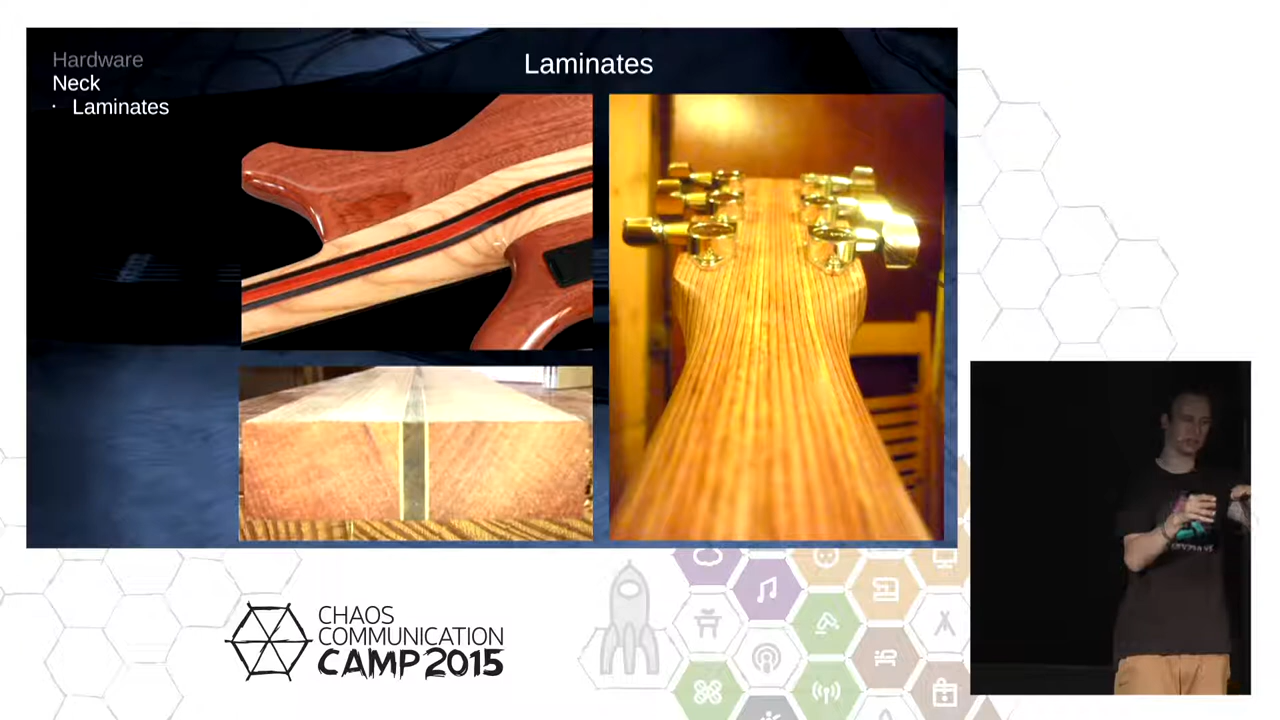 Hardware
Neck
· Laminates
Laminates
CHAOS
COMMUNICATION
CAMP 2015